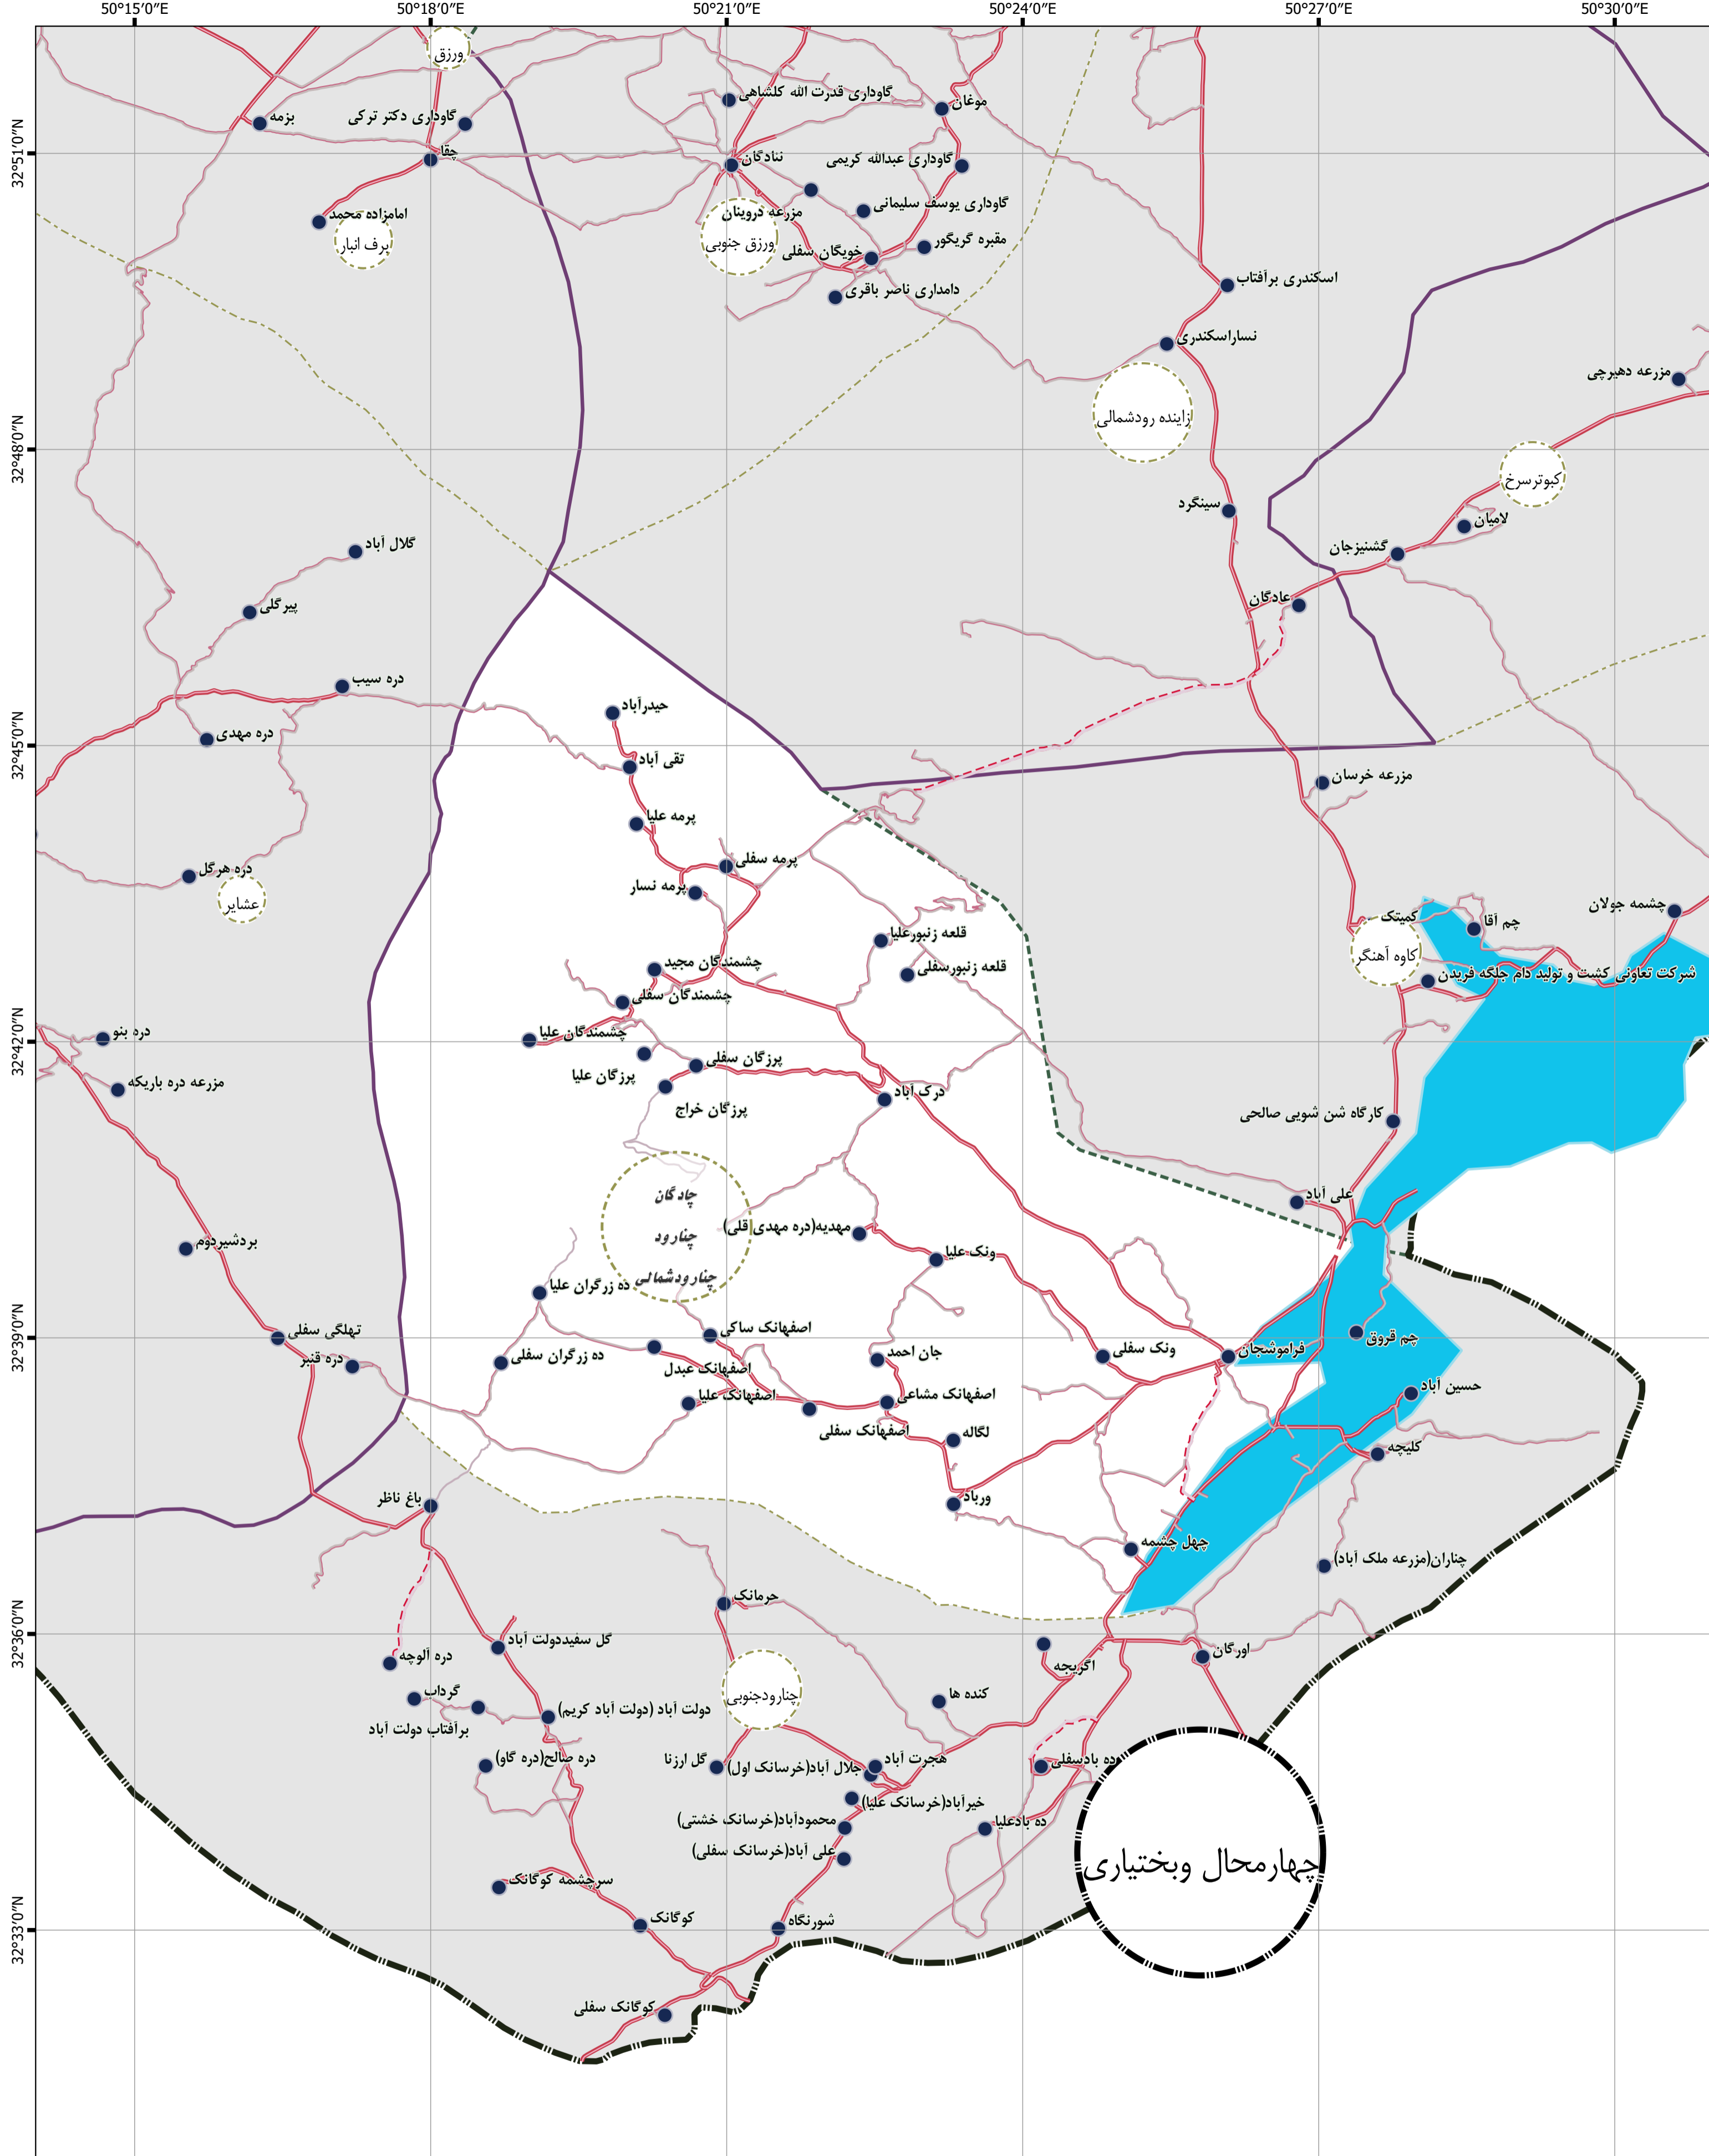 50°15′0″E
50°18′0″E
50°21′0″E
50°24′0″E
50°27′0″E
50°30′0″E
ورزق
گاوداری قدرت الله کلشاهی
موغان
بزمه
گاوداری دکتر ترکی
چقا
32°51′0″N
ننادگان
گاوداری عبدالله کریمی
امامزاده محمد
پرف انبار
مزرعه دروینان
گاوداری یوسف سلیمانی
ورزق جنوبی
خویگان سفلی
مقبره گریگور
دامداری ناصر باقری
اسکندری برآفتاب
نساراسکندری
مزرعه دهبرچی
زاینده رودشمالی
32°48′0″N
کبوترسرخ
سینگرد
لامیان
گشنیزجان
گلال آباد
پیرگلی
عادگان
دره سیب
حیدرآباد
دره مهدی
32°45′0″N
تقی آباد
مزرعه خرسان
پرمه علیا
پرمه سفلی
پرمه نسار
دره هرگل
عشایر
چشمه جولان
کمیتک
چم آقا
قلعه زنبورعلیا
کاوه آهنگر
چشمندگان مجید
قلعه زنبورسفلی
شرکت تعاونی کشت و تولید دام جلگه فریدن
چشمندگان سفلی
32°42′0″N
دره بنو
چشمندگان علیا
پرزگان سفلی
مزرعه دره باریکه
پرزگان علیا
درک آباد
پرزگان خراج
کارگاه شن شویی صالحی
چادگان
علی آباد
چنارود
مهدیه(دره مهدی قلی)
بردشیردوم
ونک علیا
چنارودشمالی
ده زرگران علیا
32°39′0″N
تهلگی سفلی
اصفهانک ساکی
چم قروق
دره قنبر
ده زرگران سفلی
جان احمد
ونک سفلی
فراموشجان
اصفهانک عبدل
اصفهانک علیا
اصفهانک مشاعی
حسین آباد
اصفهانک سفلی
لگاله
کلیچه
باغ ناظر
ورباد
چهل چشمه
چناران(مزرعه ملک آباد)
حرمانک
32°36′0″N
گل سفیددولت آباد
دره آلوچه
اگریجه
اورگان
گرداب
چنارودجنوبی
کنده ها
دولت آباد (دولت آباد کریم)
برآفتاب دولت آباد
دره صالح(دره گاو)
گل ارزنا
جلال آباد(خرسانک اول)
هجرت آباد
ده بادسفلی
خیرآباد(خرسانک علیا)
محمودآباد(خرسانک خشتی)
ده بادعلیا
علی آباد(خرسانک سفلی)
چهارمحال وبختیاری
سرچشمه کوگانک
کوگانک
شورنگاه
32°33′0″N
کوگانک سفلی